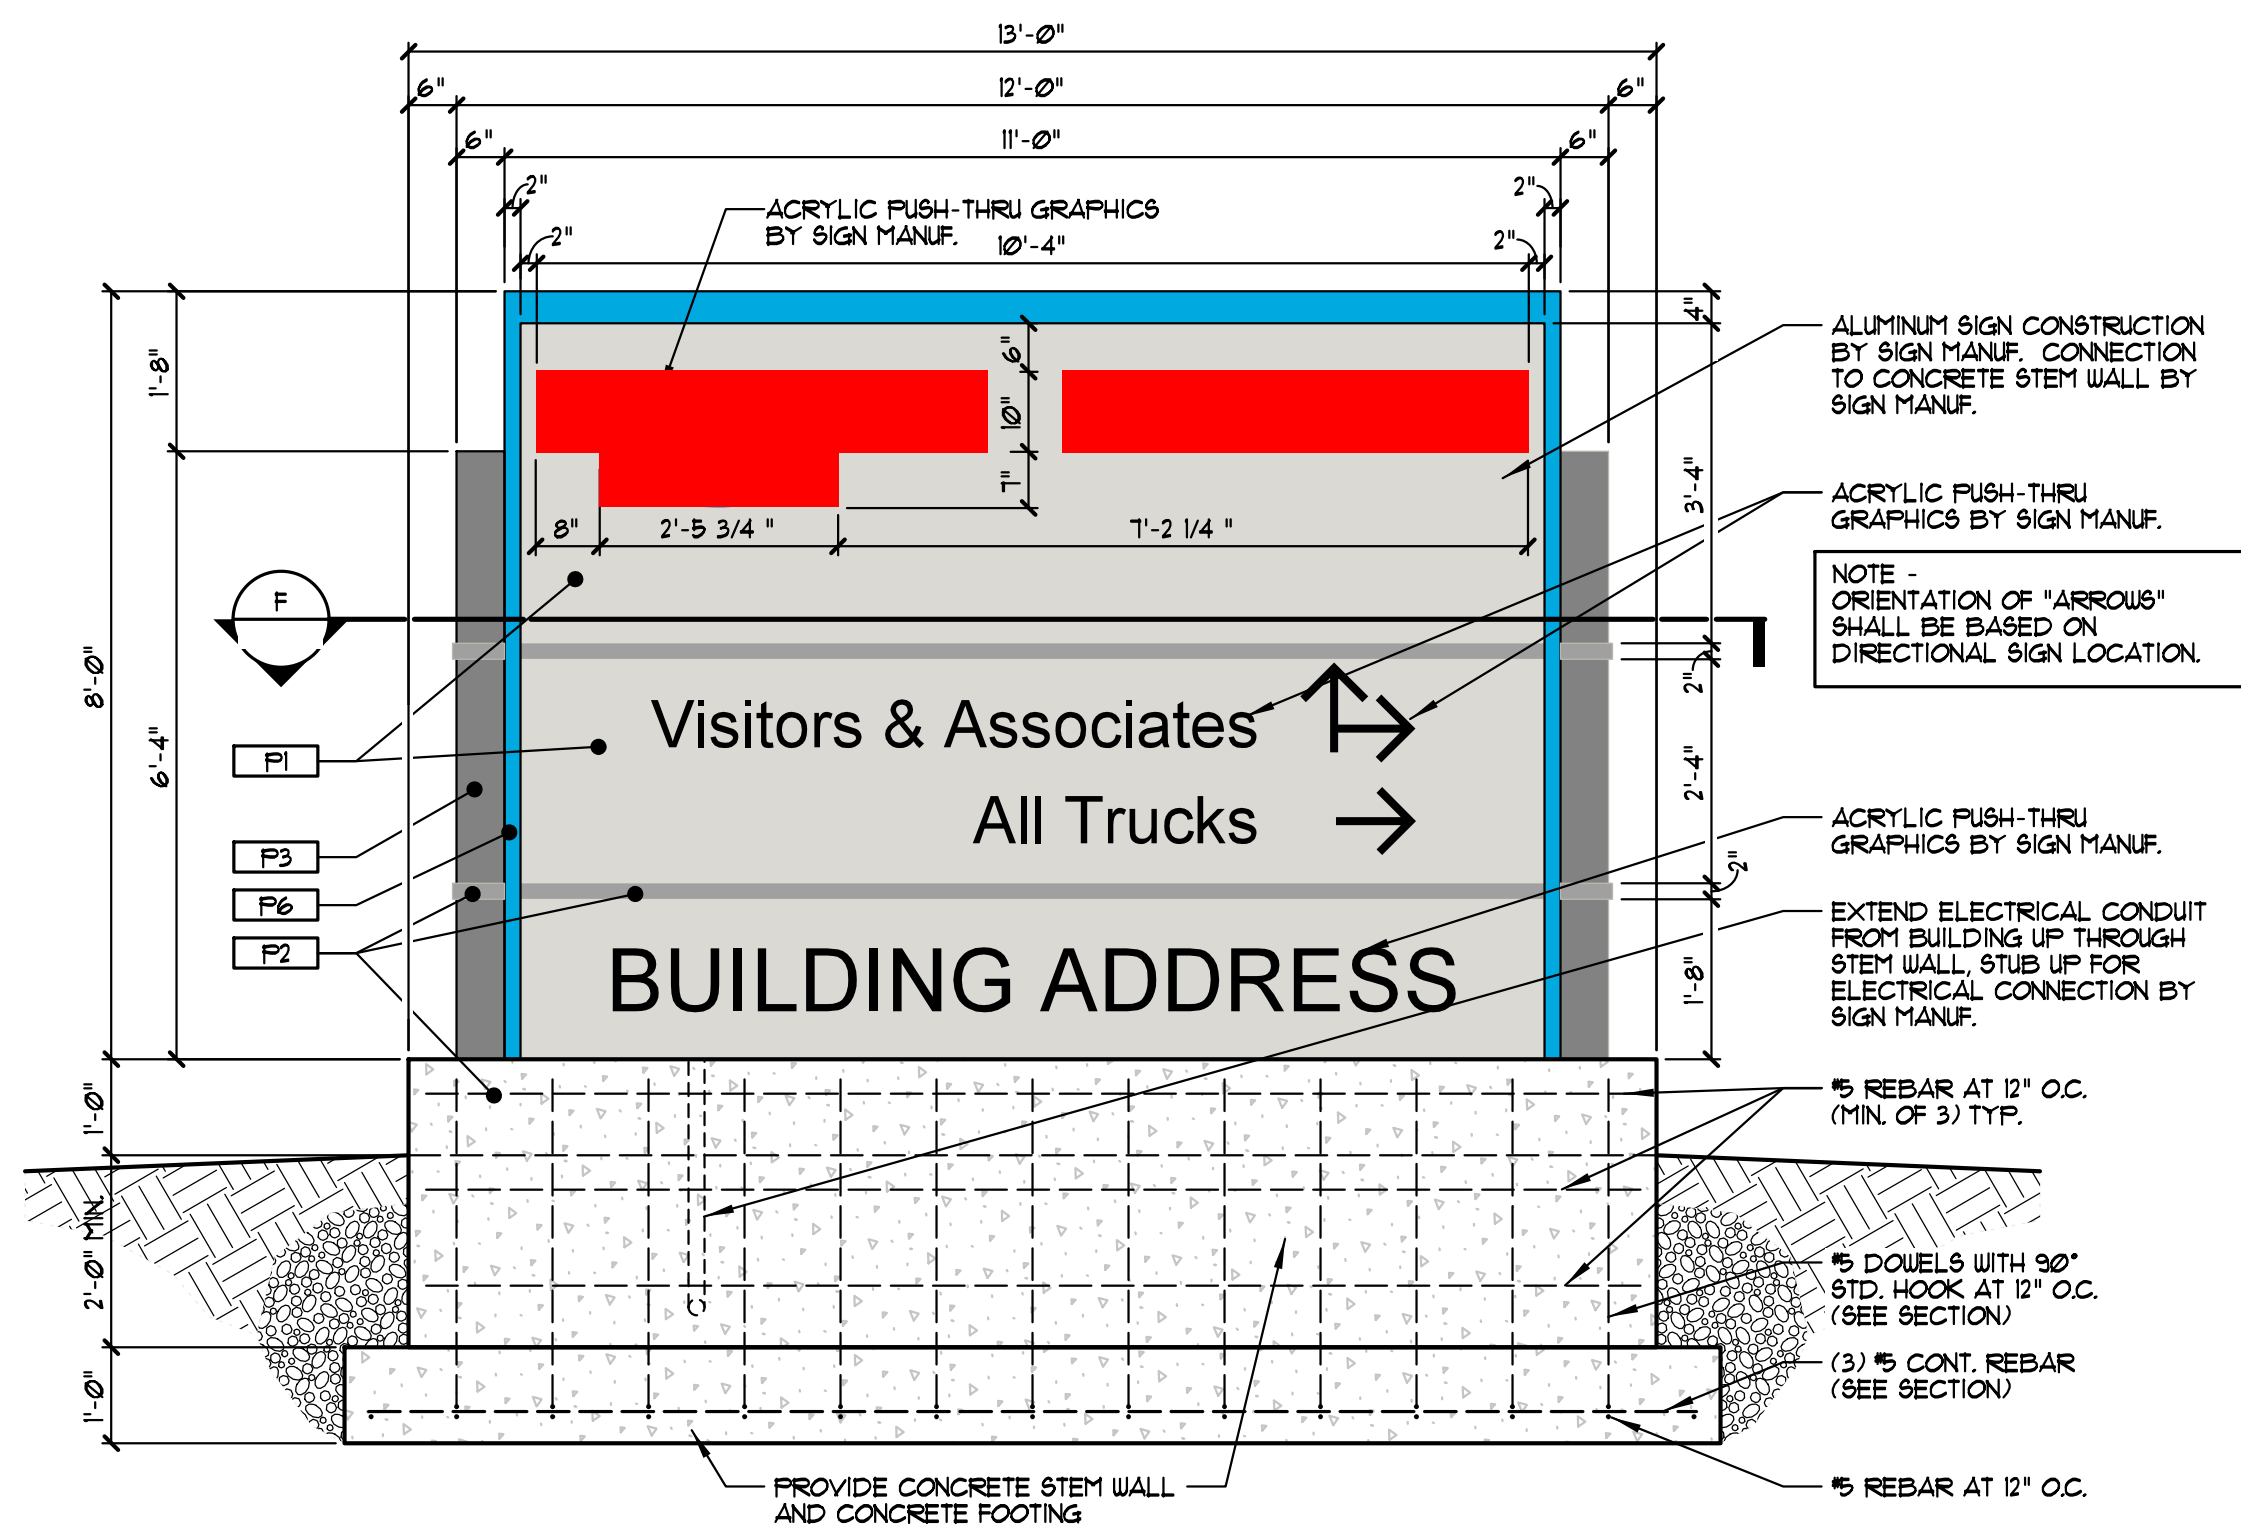 13'-0"
6"
12'-0"
6"
6"
11'-0"
6"
2"
2"
ACRYLIC PUSH-THRU GRAPHICS
BY SIGN MANUF.
2"
10'-4"
2"
4"
ALUMINUM SIGN CONSTRUCTION
BY SIGN MANUF. CONNECTION
TO CONCRETE STEM WALL BY
SIGN MANUF.
1'-8"
6"
10"
7"
3'-4"
ACRYLIC PUSH-THRU
GRAPHICS BY SIGN MANUF.
8"
2'-5 3/4 "
7'-2 1/4 "
NOTE -
ORIENTATION OF "ARROWS"
SHALL BE BASED ON
DIRECTIONAL SIGN LOCATION.
F
8'-0"
2"
6'-4"
Visitors & Associates
P1
2'-4"
All Trucks
ACRYLIC PUSH-THRU
GRAPHICS BY SIGN MANUF.
P3
2"
P6
P2
EXTEND ELECTRICAL CONDUIT
FROM BUILDING UP THROUGH
STEM WALL, STUB UP FOR
ELECTRICAL CONNECTION BY
SIGN MANUF.
BUILDING ADDRESS
1'-8"
1'-0"
#5 REBAR AT 12" O.C.
(MIN. OF 3) TYP.
2'-0" MIN.
#5 DOWELS WITH 90°
STD. HOOK AT 12" O.C.
(SEE SECTION)
1'-0"
(3) #5 CONT. REBAR
(SEE SECTION)
PROVIDE CONCRETE STEM WALL
AND CONCRETE FOOTING
#5 REBAR AT 12" O.C.